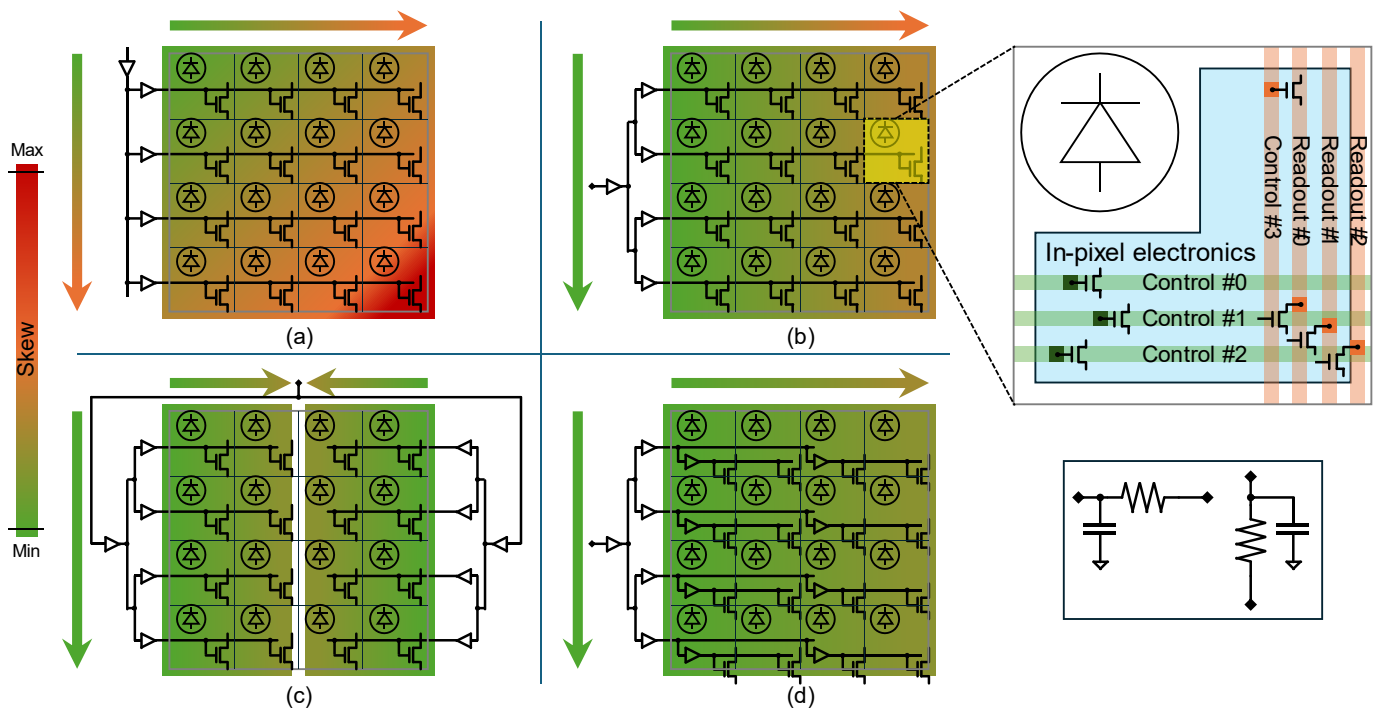 Max
Skew
Min
(a)
(b)
(c)
(d)
Control #3
Readout #0
Readout #1
Readout #2
In-pixel electronics
Control #0
Control #1
Control #2